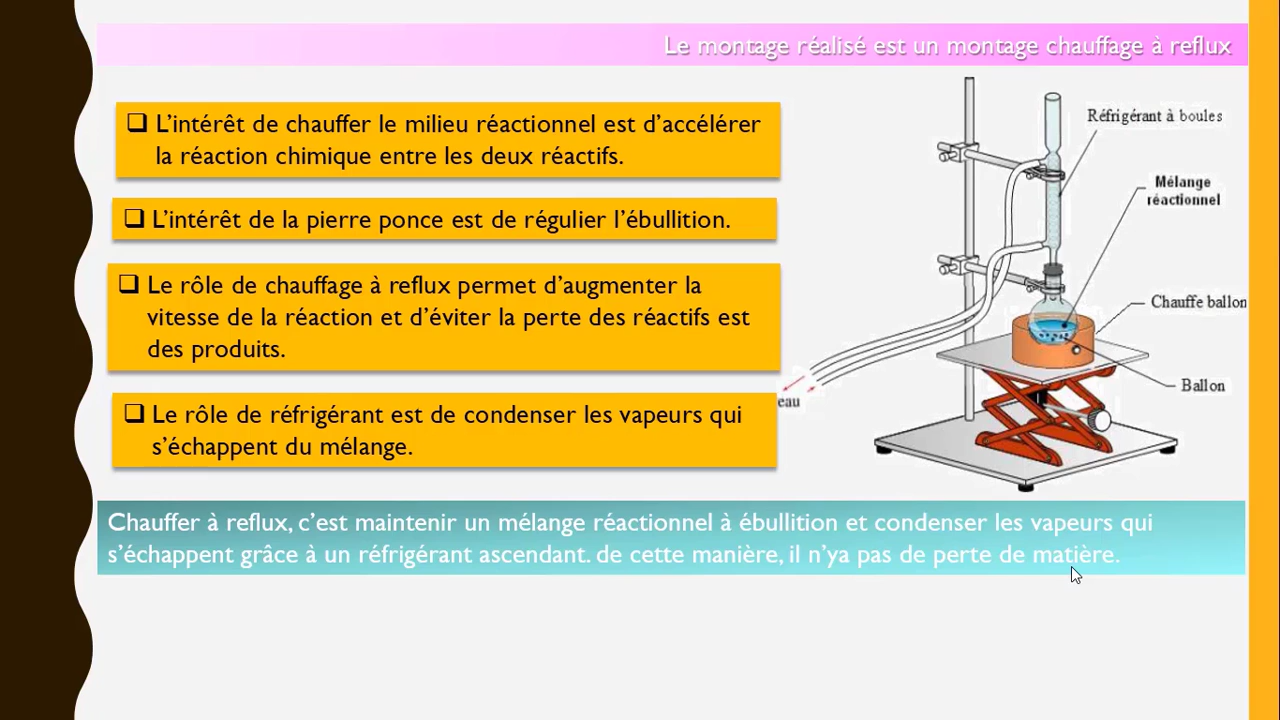 Le montage réalisé est un montage chauffage à reflux
❑ L'intérêt de chauffer le milieu réactionnel est d'accélérer
la réaction chimique entre les deux réactifs.
❑ L'intérêt de la pierre ponce est de régulier l'ébullition.
❑ Le rôle de chauffage à reflux permet d'augmenter la
vitesse de la réaction et d'éviter la perte des réactifs est
des produits.
❑ Le rôle de réfrigérant est de condenser les vapeurs qui
s'échappent du mélange.
Réfrigérant à boules
Mélange
réactionnel
Chauffe ballon
Ballon
eau
Chauffer à reflux, c'est maintenir un mélange réactionnel à ébullition et condenser les vapeurs qui
s'échappent grâce à un réfrigérant ascendant. de cette manière, il n'ya pas de perte de matière.